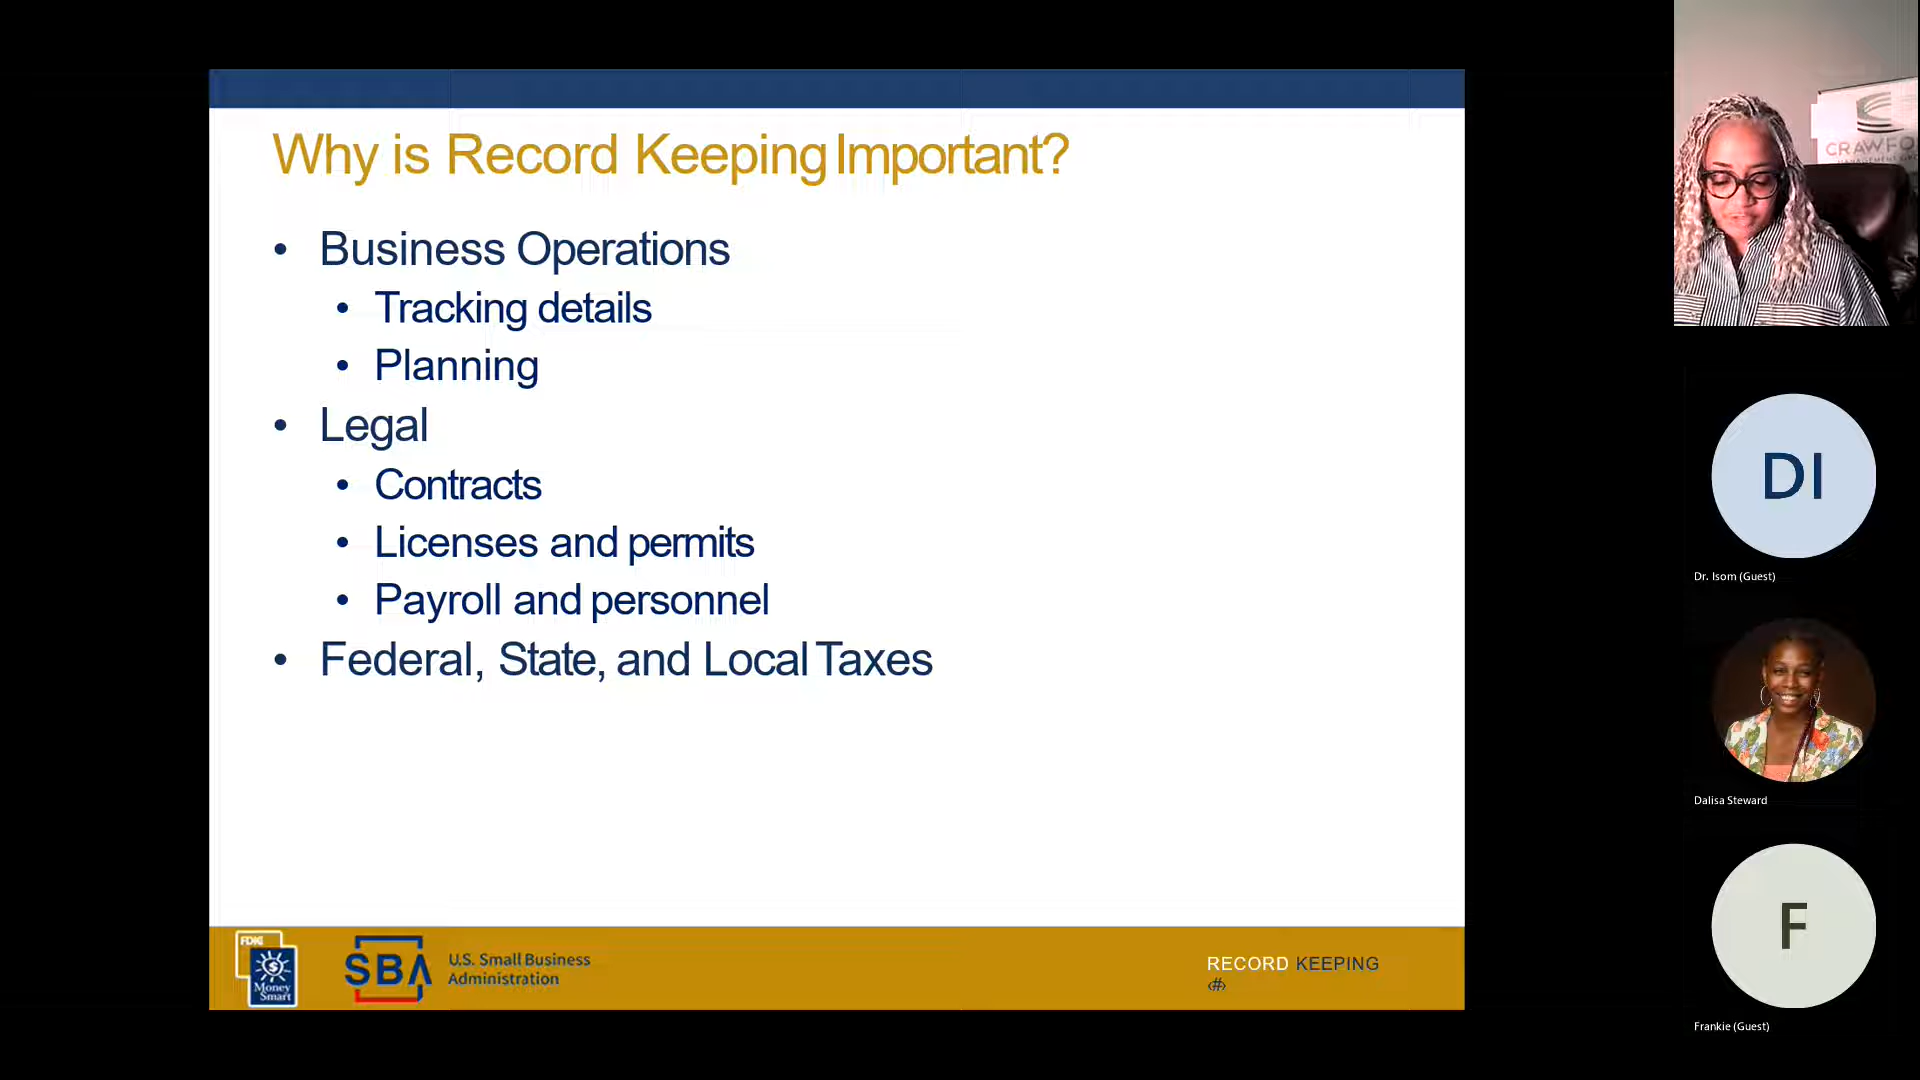 Why is Record Keeping Important?
• Business Operations
• Tracking details
• Planning
• Legal
• Contracts
• Licenses and permits
• Payroll and personnel
• Federal, State, and Local Taxes
FDIC
Money
Smart
SBA
U.S. Small Business
Administration
RECORD KEEPING
‹#›
CRAWFO
DI
Dr. Isom (Guest)
Dalisa Steward
F
Frankie (Guest)